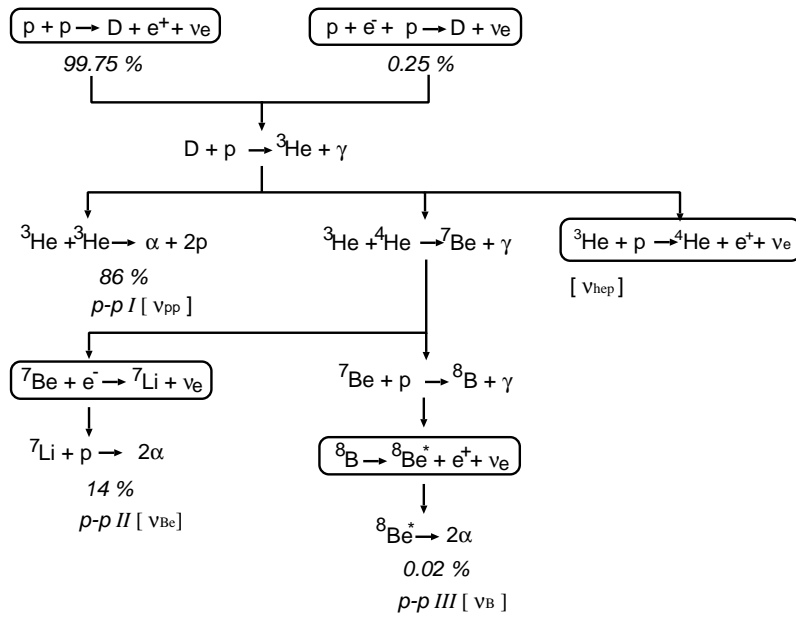 p + p → D + e⁺ + νe
p + e⁻ + p → D + νe
99.75 %
0.25 %
D + p → ³He + γ
³He + ³He → α + 2p
³He + ⁴He → ⁷Be + γ
³He + p → ⁴He + e⁺ + νe
86 %
[ νhep ]
p-p I [ νpp ]
⁷Be + e⁻ → ⁷Li + νe
⁷Be + p → ⁸B + γ
⁷Li + p → 2α
⁸B → ⁸Be* + e⁺ + νe
14 %
p-p II [ νBe]
⁸Be* → 2α
0.02 %
p-p III [ νB ]